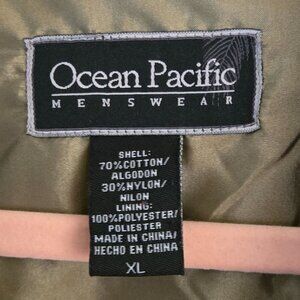 Ocean Pacific
MENSWEAR
SHELL:
70%COTTON/
ALGODON
30%NYLON/
NILON
LINING:
100%POLYESTER/
POLIESTER
MADE IN CHINA/
HECHO EN CHINA
XL